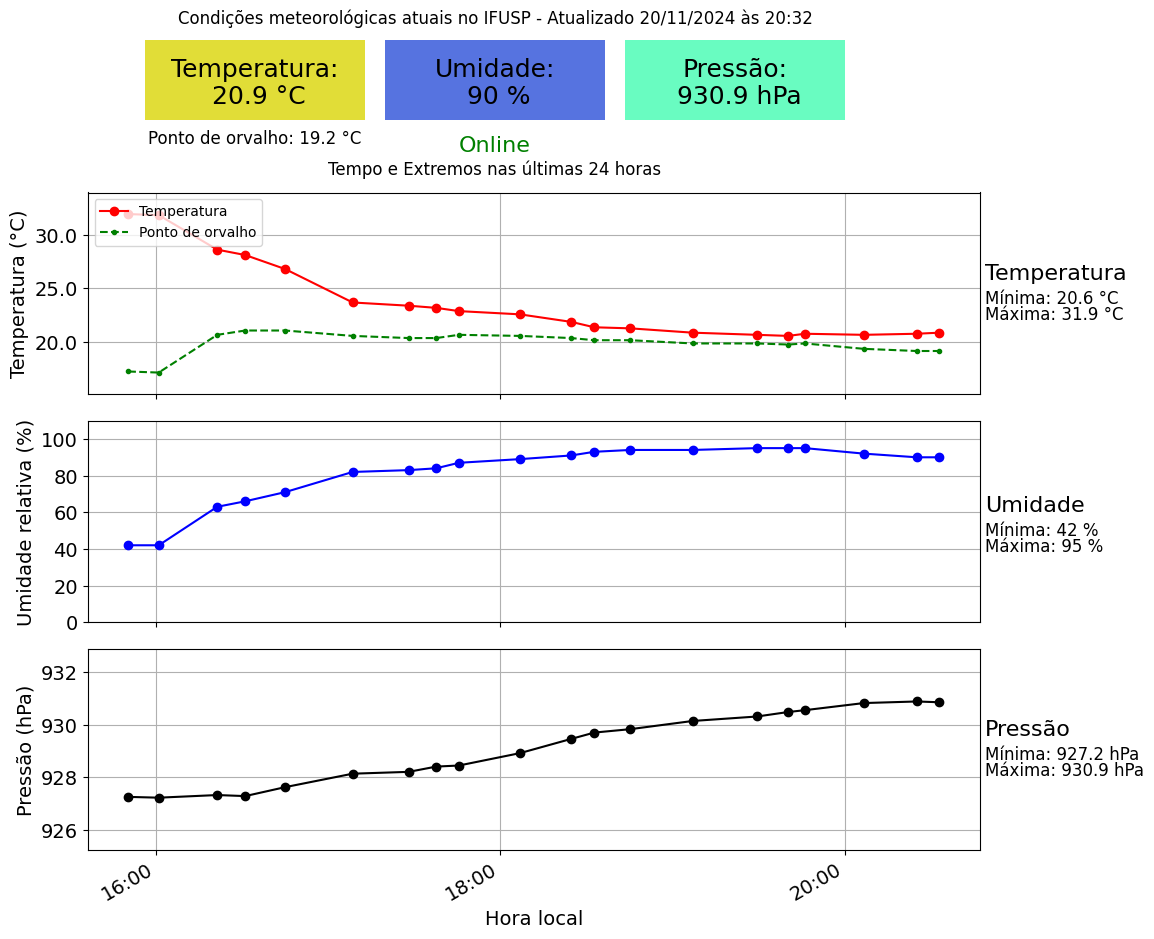 Condições meteorológicas atuais no IFUSP - Atualizado 20/11/2024 às 20:32
Temperatura:
20.9 °C
Umidade:
90 %
Pressão:
930.9 hPa
Ponto de orvalho: 19.2 °C
Online
Tempo e Extremos nas últimas 24 horas
Temperatura (°C)
30.0
25.0
20.0
Temperatura
Ponto de orvalho
Temperatura
Mínima: 20.6 °C
Máxima: 31.9 °C
Umidade relativa (%)
100
80
60
40
20
0
Umidade
Mínima: 42 %
Máxima: 95 %
Pressão (hPa)
932
930
928
926
Pressão
Mínima: 927.2 hPa
Máxima: 930.9 hPa
16:00
18:00
20:00
Hora local